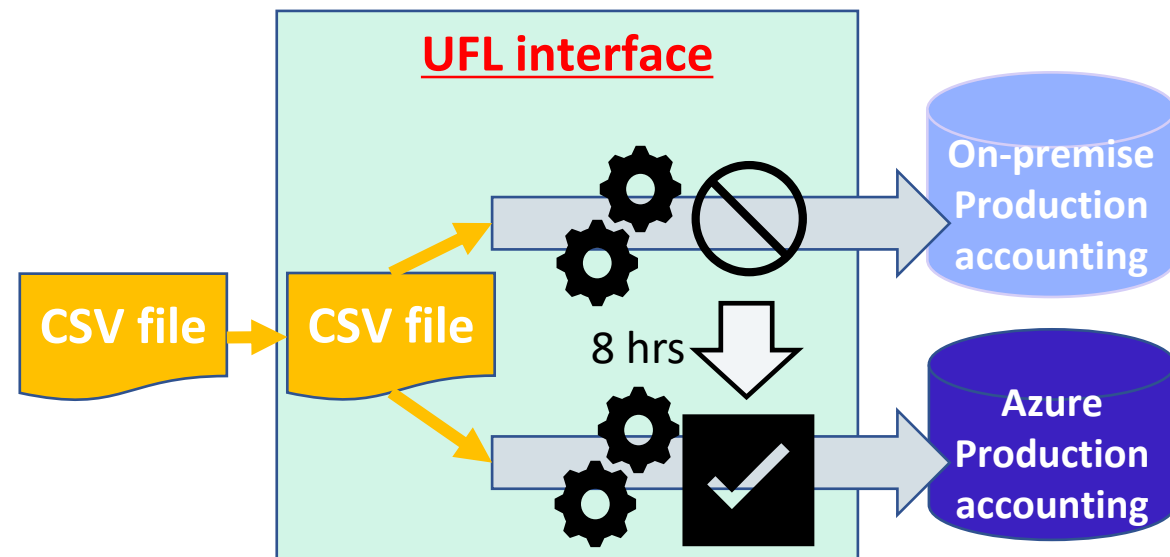 UFL interface
CSV file
CSV file
8 hrs
On-premise
Production
accounting
Azure
Production
accounting